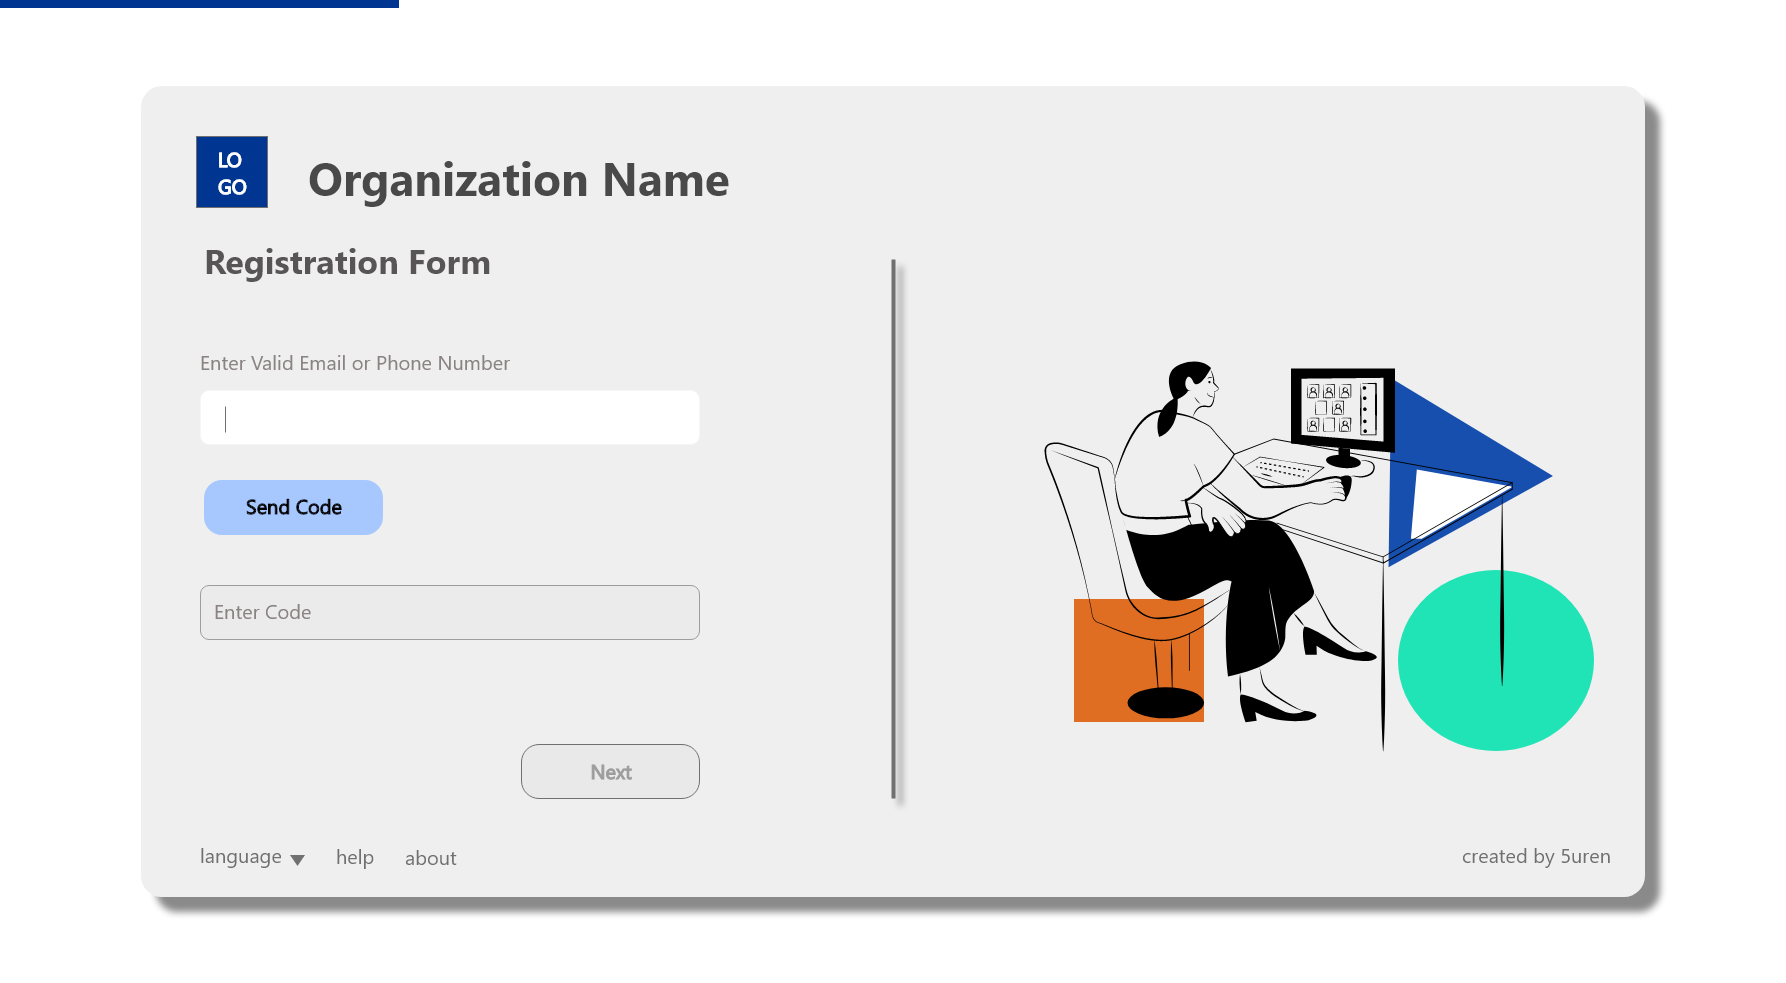 LO
GO
Organization Name
Registration Form
Enter Valid Email or Phone Number
Send Code
Enter Code
Next
language
help
about
created by 5uren